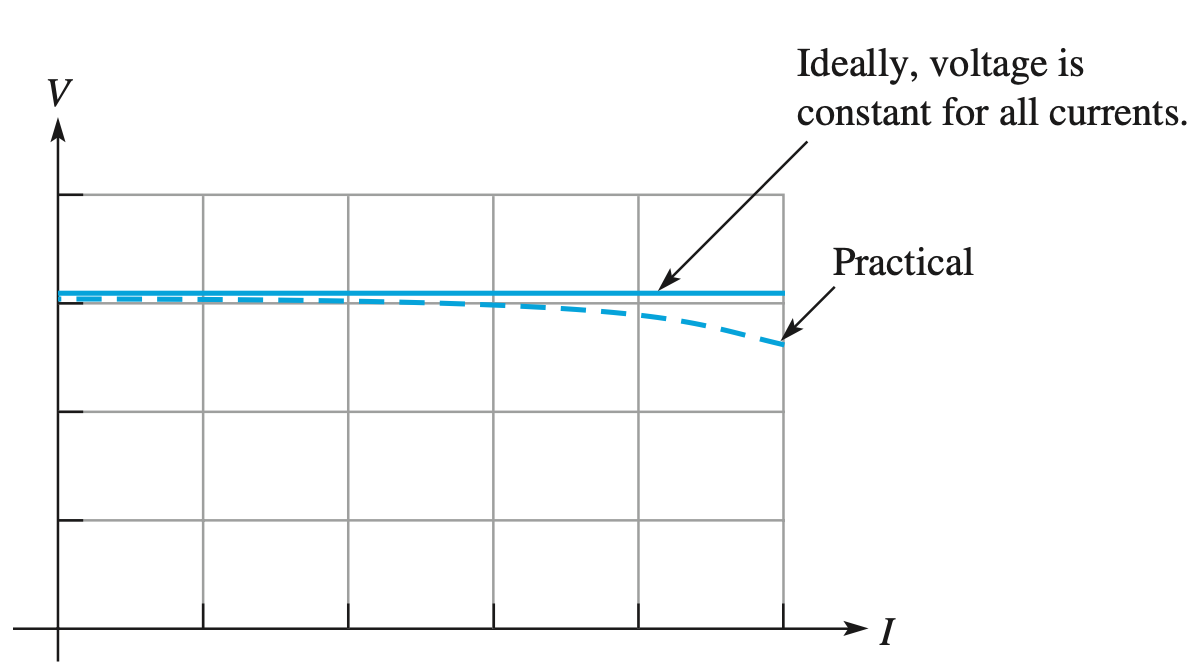 Ideally, voltage is
constant for all currents.
V
Practical
I